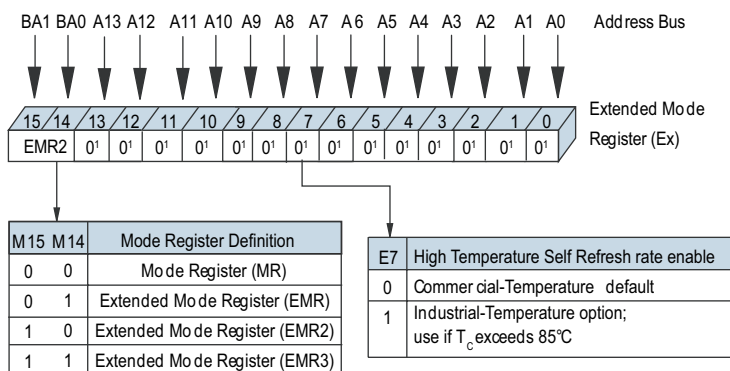 BA1 BA0 A13 A12 A11 A10 A9 A8 A7 A6 A5 A4 A3 A2 A1 A0 Address Bus
15 14 13 12 11 10 9 8 7 6 5 4 3 2 1 0
Extended Mode
Register (Ex)
EMR2 0¹ 0¹ 0¹ 0¹ 0¹ 0¹ 0¹ 0¹ 0¹ 0¹ 0¹ 0¹ 0¹ 0¹
M15 M14 Mode Register Definition
0 0 Mode Register (MR)
0 1 Extended Mode Register (EMR)
1 0 Extended Mode Register (EMR2)
1 1 Extended Mode Register (EMR3)
E7 High Temperature Self Refresh rate enable
0 Commercial-Temperature default
1 Industrial-Temperature option;
use if Tc exceeds 85°C